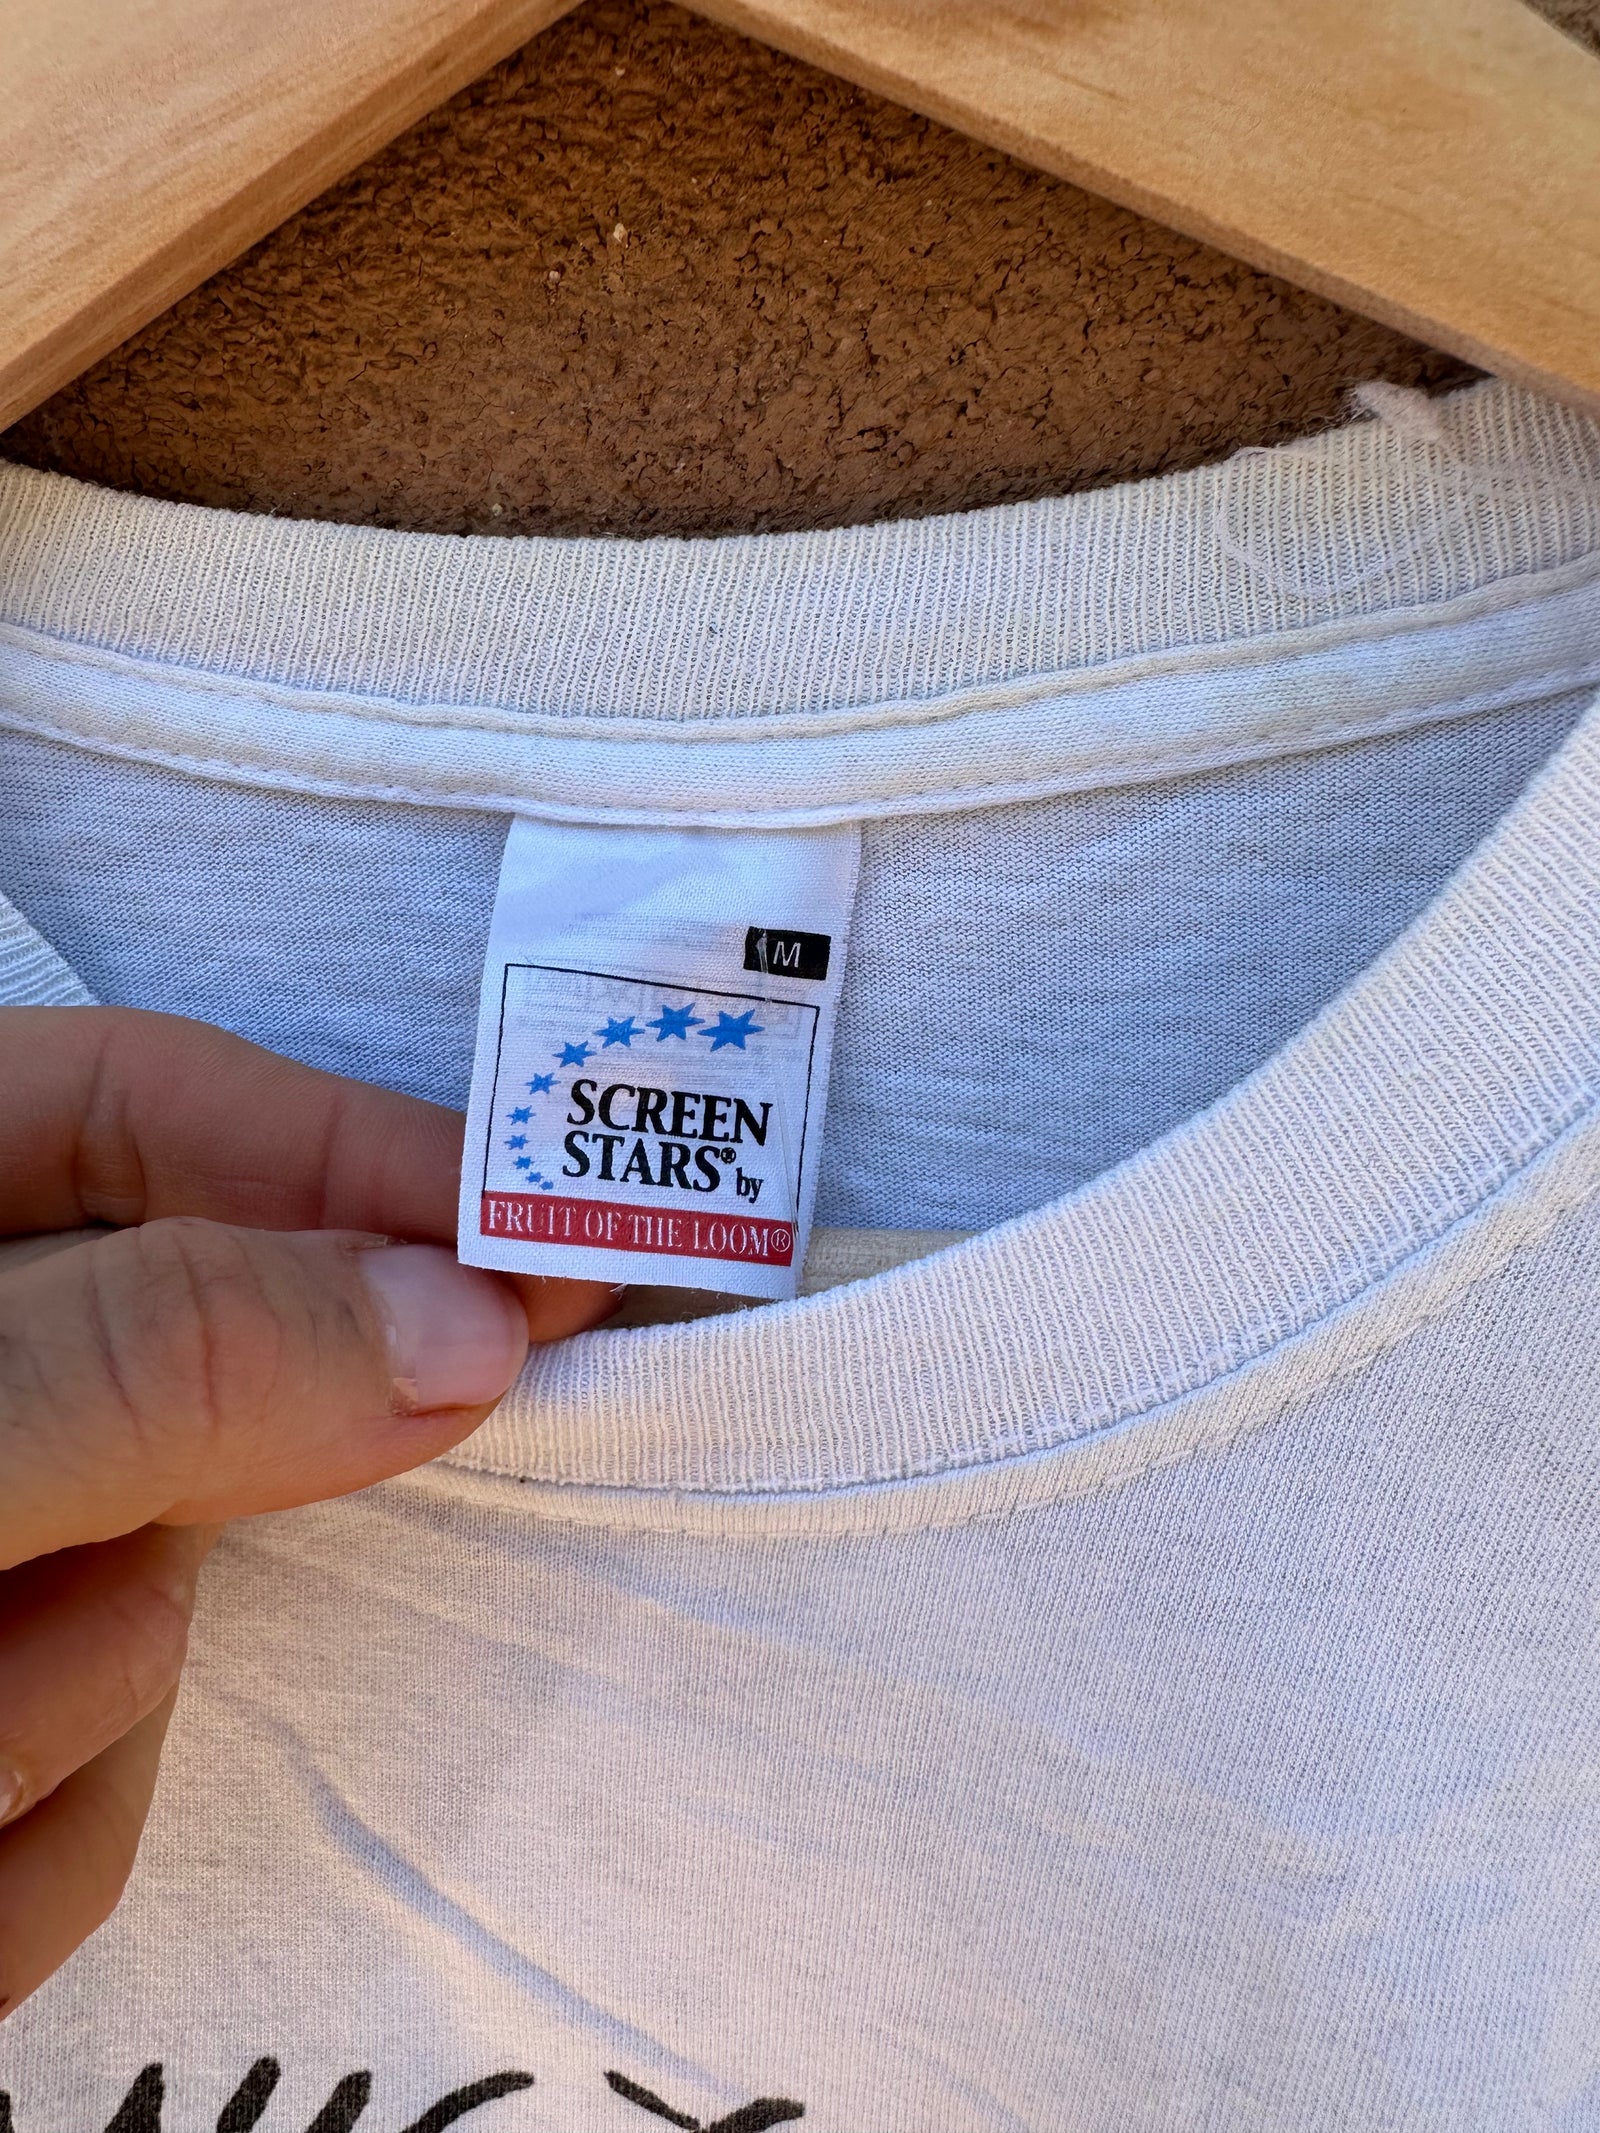 M
SCREEN
STARS® by
FRUIT OF THE LOOM®